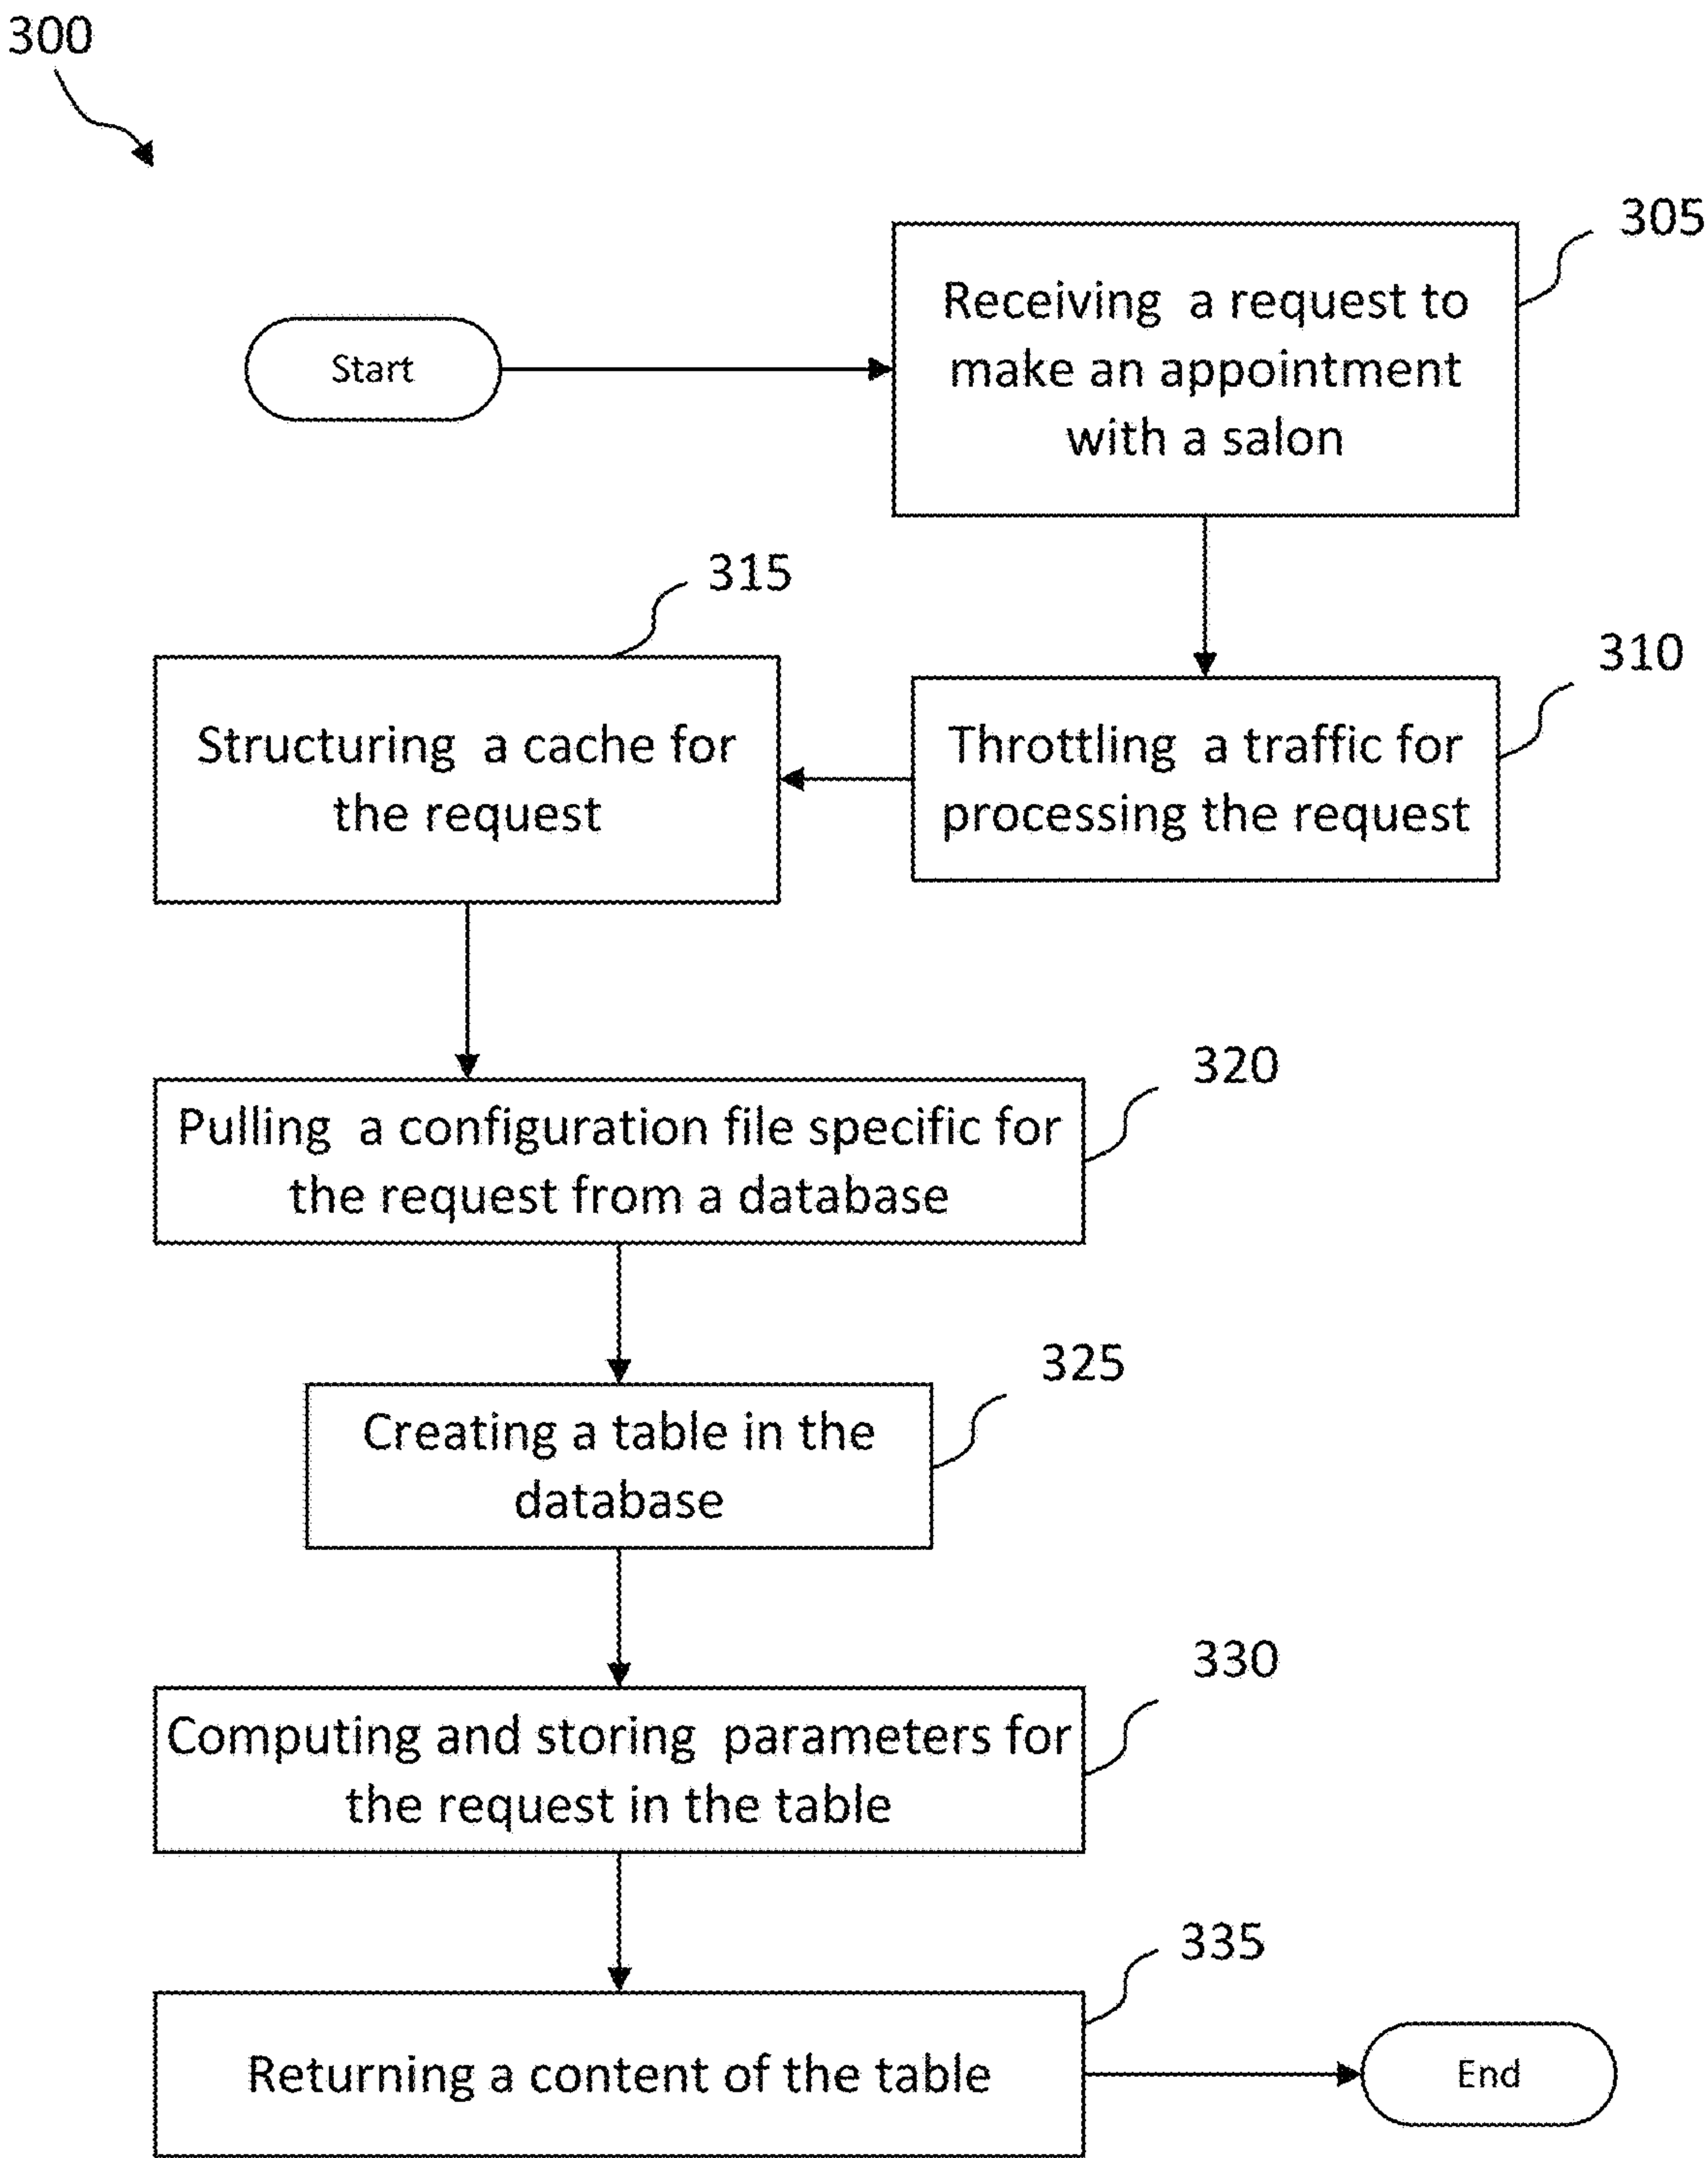 300
305
Receiving a request to
make an appointment
with a salon
Start
315
310
Structuring a cache for
the request
Throttling a traffic for
processing the request
320
Pulling a configuration file specific for
the request from a database
325
Creating a table in the
database
330
Computing and storing parameters for
the request in the table
335
Returning a content of the table
End